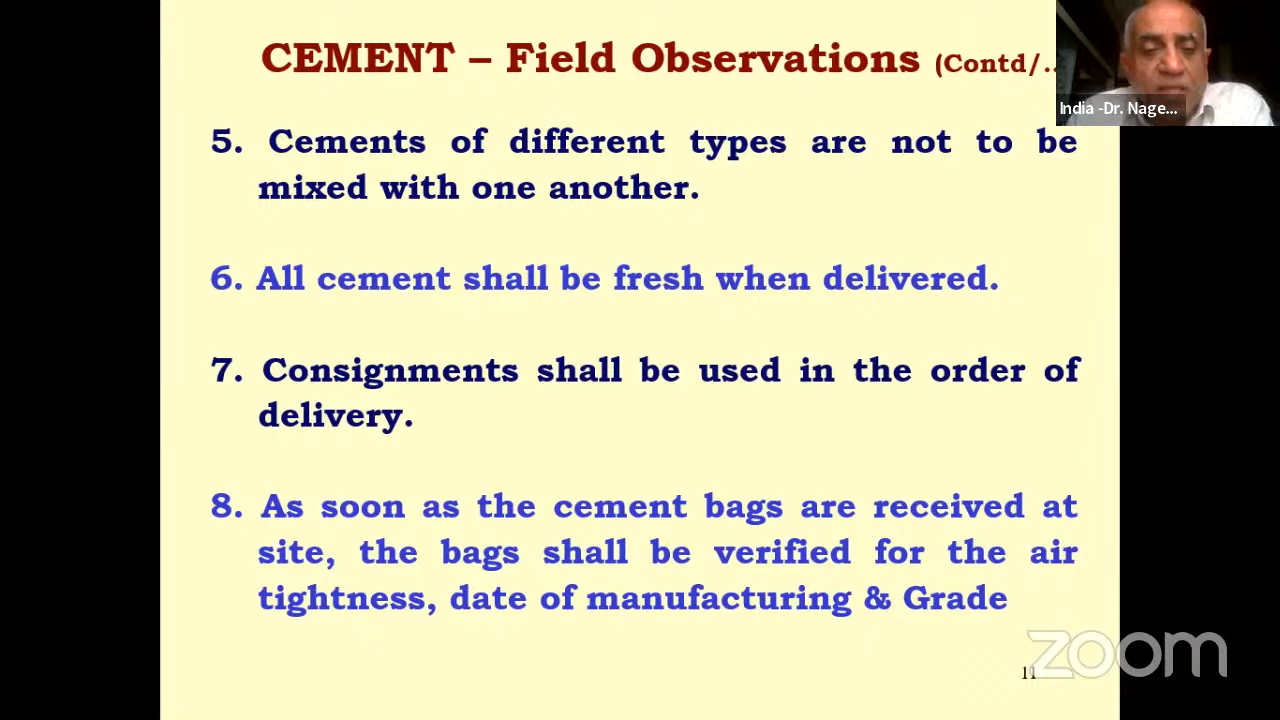 CEMENT – Field Observations (Contd/..
India -Dr. Nage...
5. Cements of different types are not to be
mixed with one another.
6. All cement shall be fresh when delivered.
7. Consignments shall be used in the order of
delivery.
8. As soon as the cement bags are received at
site, the bags shall be verified for the air
tightness, date of manufacturing & Grade
zoom
11